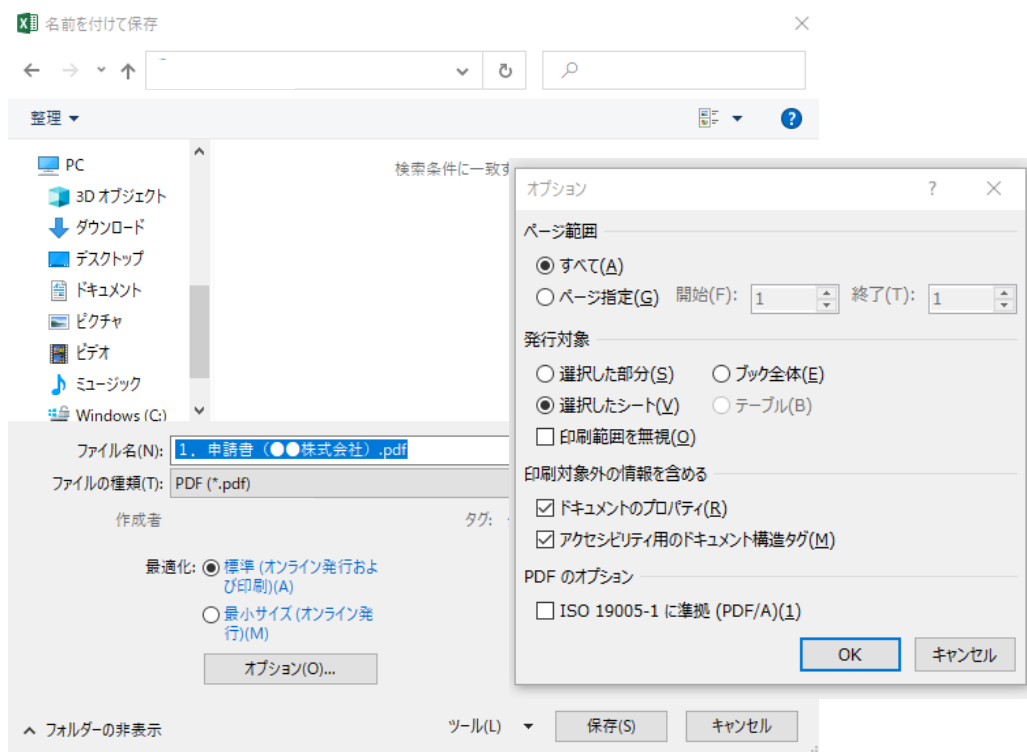 名前を付けて保存
整理
PC
3D オブジェクト
ダウンロード
デスクトップ
ドキュメント
ピクチャ
ビデオ
ミュージック
Windows (C:)
検索条件に一致す
ファイル名(N): 1. 申請書（●●株式会社）.pdf
ファイルの種類(T): PDF (*.pdf)
作成者
タグ:
最適化: 標準 (オンライン発行およ
び印刷)(A)
最小サイズ (オンライン発
行)(M)
オプション(O)...
フォルダーの非表示
ツール(L) 保存(S) キャンセル
オプション ?
ページ範囲
すべて(A)
ページ指定(G) 開始(F): 1 終了(T): 1
発行対象
選択した部分(S) ブック全体(E)
選択したシート(V) テーブル(B)
印刷範囲を無視(O)
印刷対象外の情報を含める
ドキュメントのプロパティ(R)
アクセシビリティ用のドキュメント構造タグ(M)
PDF のオプション
ISO 19005-1 に準拠 (PDF/A)(1)
OK キャンセル